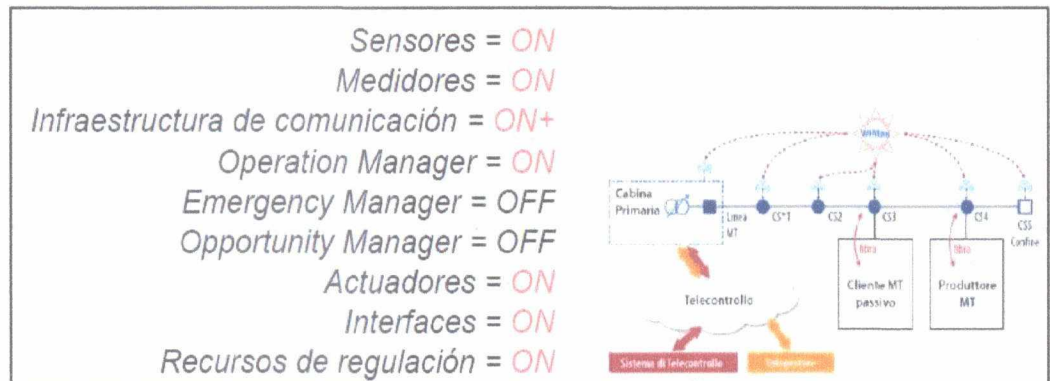 Sensores = ON
Medidores = ON
Infraestructura de comunicación = ON+
Operation Manager = ON
Emergency Manager = OFF
Opportunity Manager = OFF
Actuadores = ON
Interfaces = ON
Recursos de regulación = ON
Cabina
Primaria
Linea
MT
CS*1
CS2
CS3
CS4
CS5
Confine
fibra
fibra
Cliente MT
passivo
Produttore
MT
Telecontrollo
Sistema di Telecontrollo